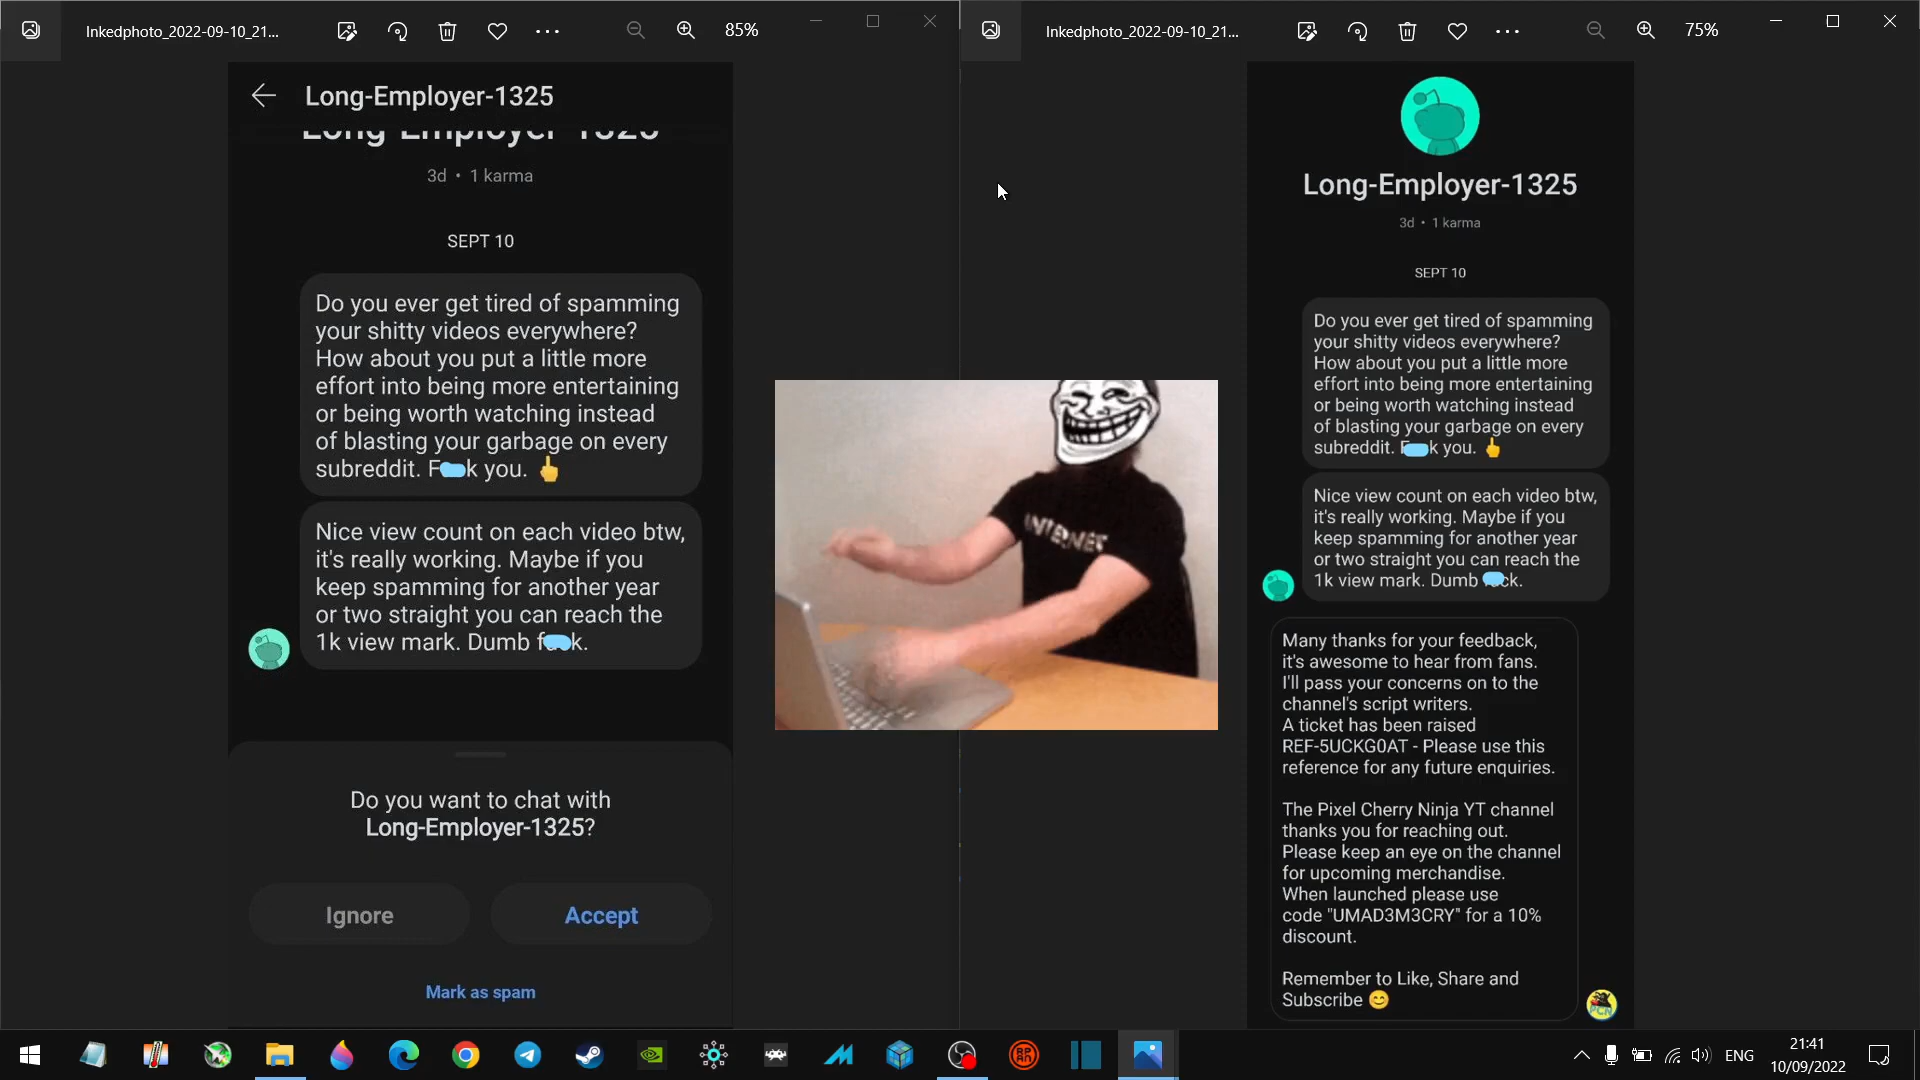 Inkedphoto_2022-09-10_21...
85%
Long-Employer-1325
Long-Employer-1325
3d • 1 karma
SEPT 10
Do you ever get tired of spamming
your shitty videos everywhere?
How about you put a little more
effort into being more entertaining
or being worth watching instead
of blasting your garbage on every
subreddit. F k you. 🖕
Nice view count on each video btw,
it's really working. Maybe if you
keep spamming for another year
or two straight you can reach the
1k view mark. Dumb f k.
Do you want to chat with
Long-Employer-1325?
Ignore
Accept
Mark as spam
INTERNET
Inkedphoto_2022-09-10_21...
75%
Long-Employer-1325
3d • 1 karma
SEPT 10
Do you ever get tired of spamming
your shitty videos everywhere?
How about you put a little more
effort into being more entertaining
or being worth watching instead
of blasting your garbage on every
subreddit. F k you. 🖕
Nice view count on each video btw,
it's really working. Maybe if you
keep spamming for another year
or two straight you can reach the
1k view mark. Dumb ck.
Many thanks for your feedback,
it's awesome to hear from fans.
I'll pass your concerns on to the
channel's script writers.
A ticket has been raised
REF-5UCKG0AT - Please use this
reference for any future enquiries.
The Pixel Cherry Ninja YT channel
thanks you for reaching out.
Please keep an eye on the channel
for upcoming merchandise.
When launched please use
code "UMAD3M3CRY" for a 10%
discount.
Remember to Like, Share and
Subscribe 😊
PCN
ENG
21:41
10/09/2022